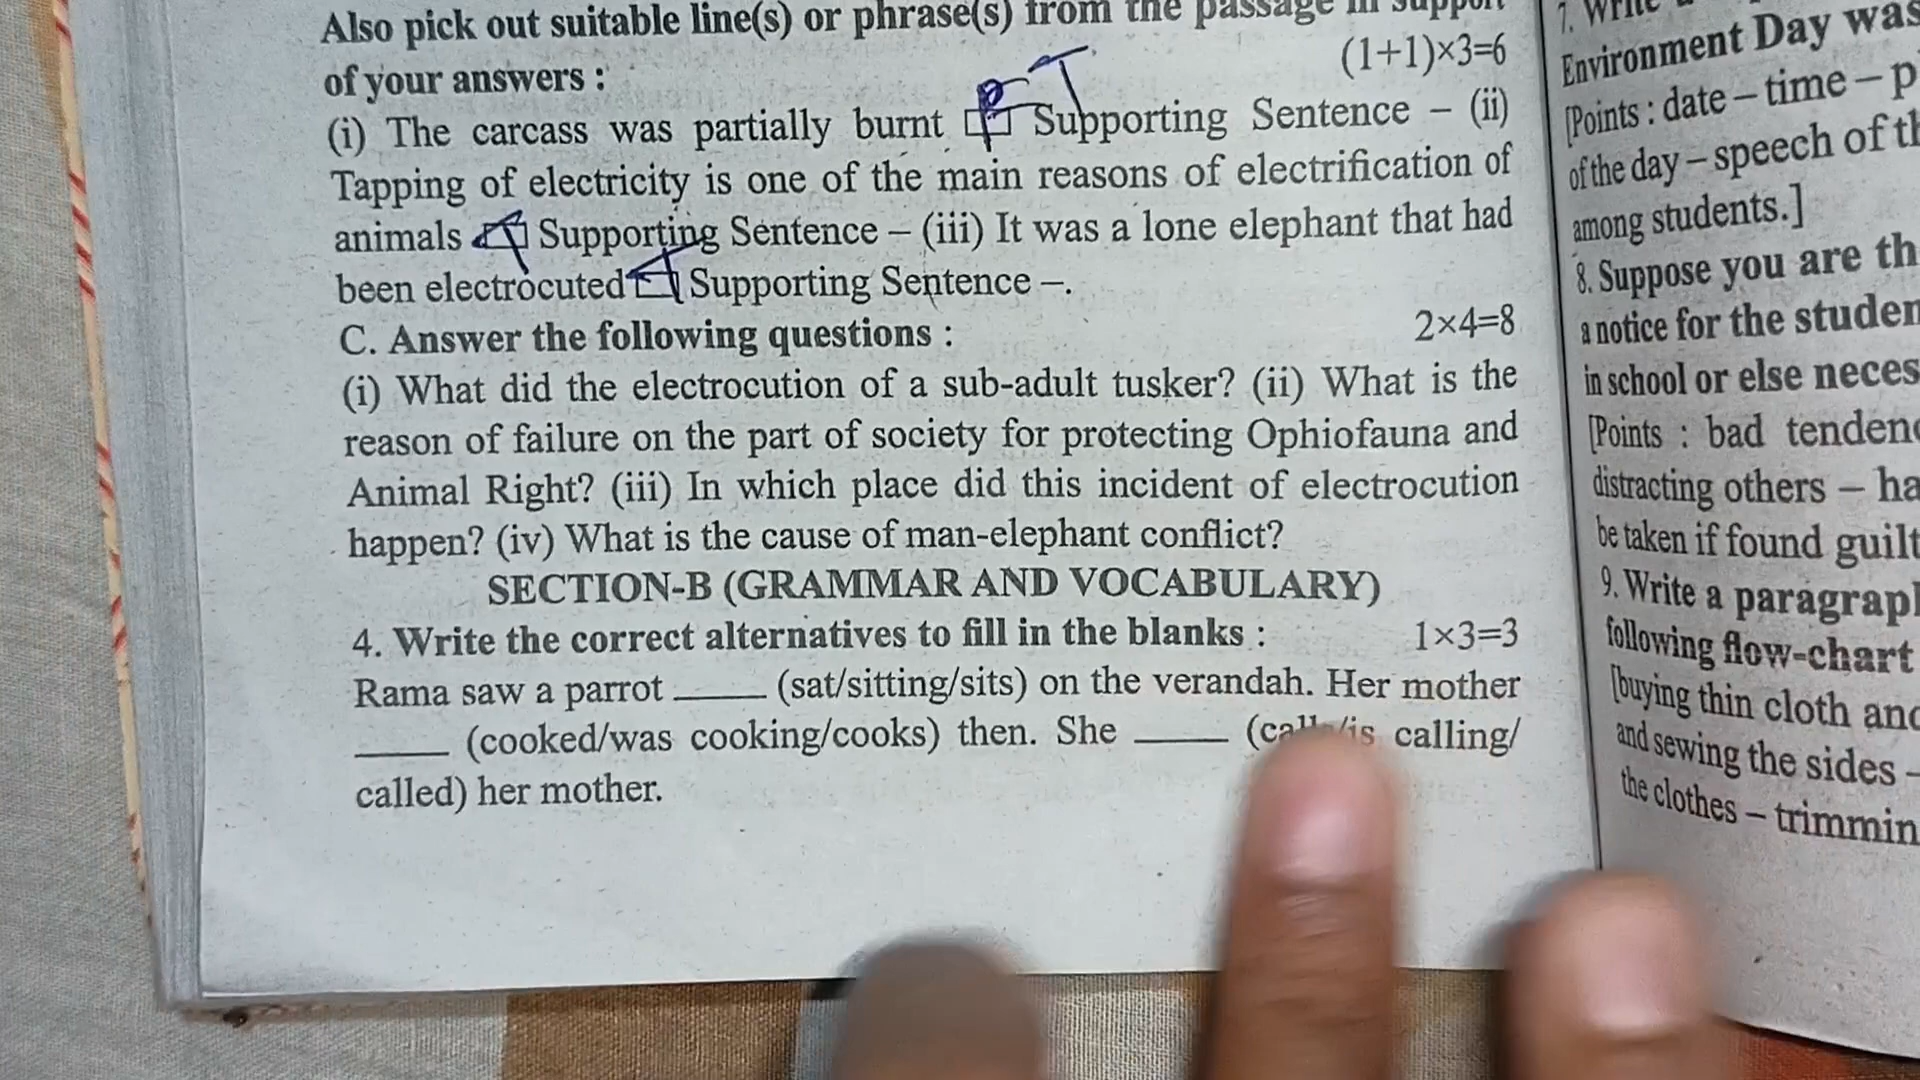 Also pick out suitable line(s) or phrase(s) from the passage in support
of your answers : (1+1)×3=6
(i) The carcass was partially burnt Supporting Sentence – (ii)
Tapping of electricity is one of the main reasons of electrification of
animals Supporting Sentence – (iii) It was a lone elephant that had
been electrocuted Supporting Sentence –.
C. Answer the following questions : 2×4=8
(i) What did the electrocution of a sub-adult tusker? (ii) What is the
reason of failure on the part of society for protecting Ophiofauna and
Animal Right? (iii) In which place did this incident of electrocution
happen? (iv) What is the cause of man-elephant conflict?
SECTION-B (GRAMMAR AND VOCABULARY)
4. Write the correct alternatives to fill in the blanks : 1×3=3
Rama saw a parrot _____ (sat/sitting/sits) on the verandah. Her mother
_____ (cooked/was cooking/cooks) then. She _____ (calls/is calling/
called) her mother.
7. Write
Environment Day was
[Points : date – time – p
of the day – speech of th
among students.]
8. Suppose you are th
a notice for the studen
in school or else neces
[Points : bad tendenc
distracting others – ha
be taken if found guilt
9. Write a paragraph
following flow-chart
[buying thin cloth and
and sewing the sides –
the clothes – trimmin